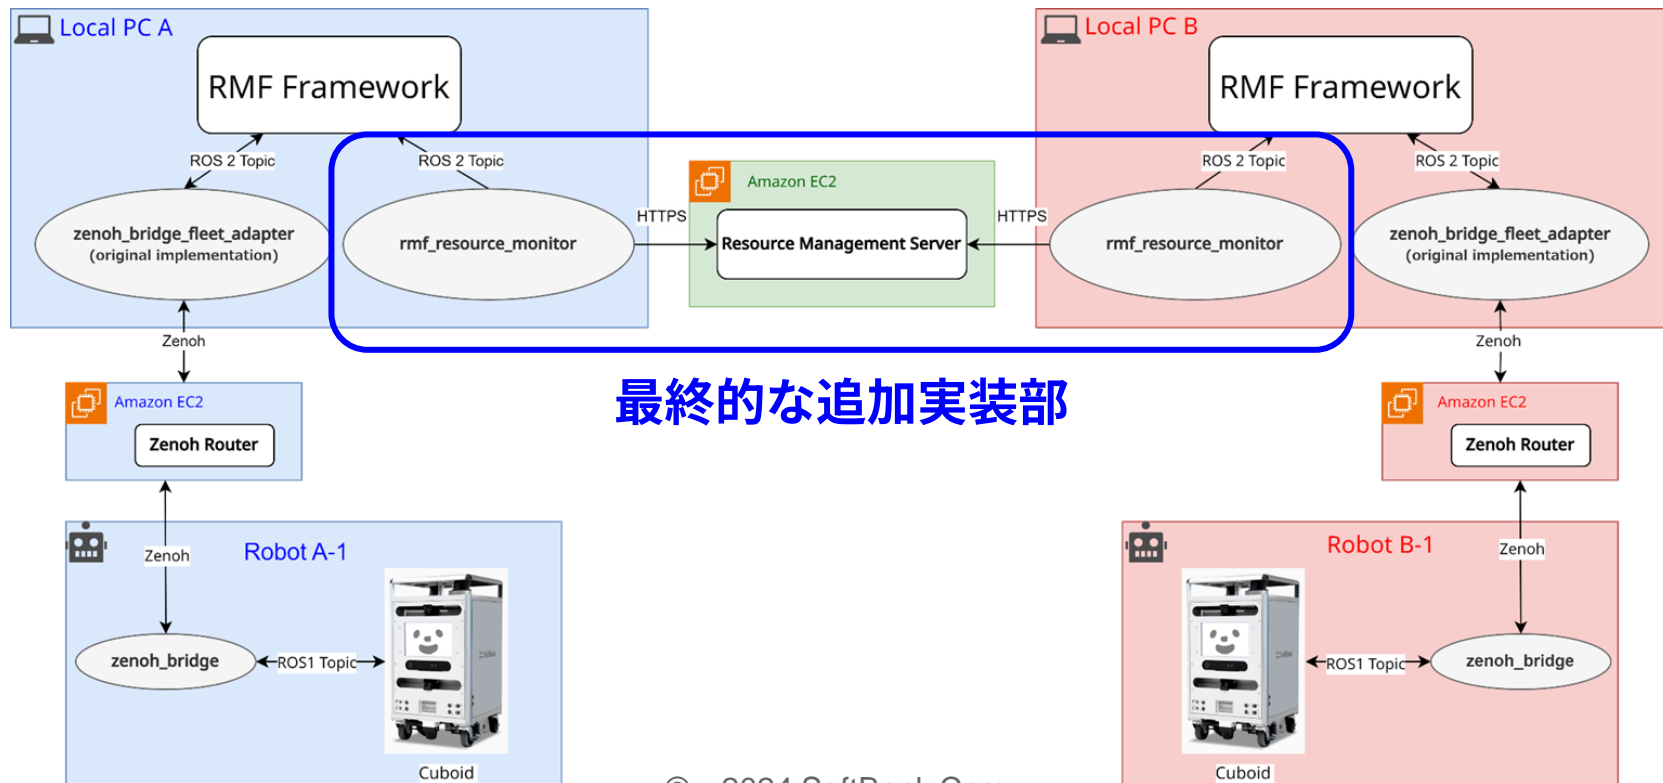 Local PC A
RMF Framework
ROS 2 Topic
ROS 2 Topic
zenoh_bridge_fleet_adapter
(original implementation)
rmf_resource_monitor
HTTPS
Amazon EC2
Resource Management Server
HTTPS
Local PC B
RMF Framework
ROS 2 Topic
ROS 2 Topic
rmf_resource_monitor
zenoh_bridge_fleet_adapter
(original implementation)
最終的な追加実装部
Zenoh
Amazon EC2
Zenoh Router
Zenoh
Robot A-1
zenoh_bridge
ROS1 Topic
Cuboid
Zenoh
Amazon EC2
Zenoh Router
Zenoh
Robot B-1
ROS1 Topic
zenoh_bridge
Cuboid